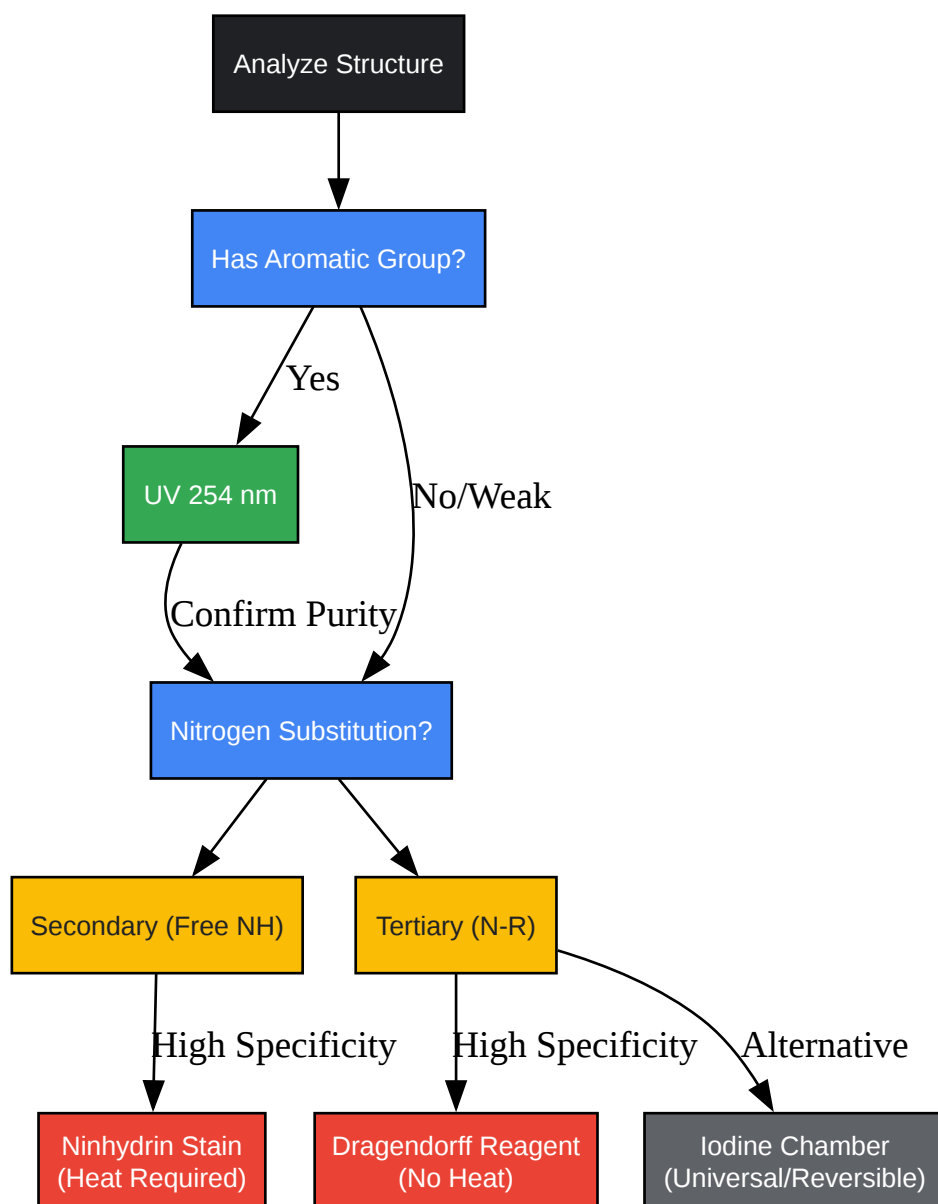 Analyze Structure
Has Aromatic Group?
Yes
UV 254 nm
No/Weak
Confirm Purity
Nitrogen Substitution?
Secondary (Free NH)
Tertiary (N-R)
High Specificity
High Specificity
Alternative
Ninhydrin Stain
(Heat Required)
Dragendorff Reagent
(No Heat)
Iodine Chamber
(Universal/Reversible)